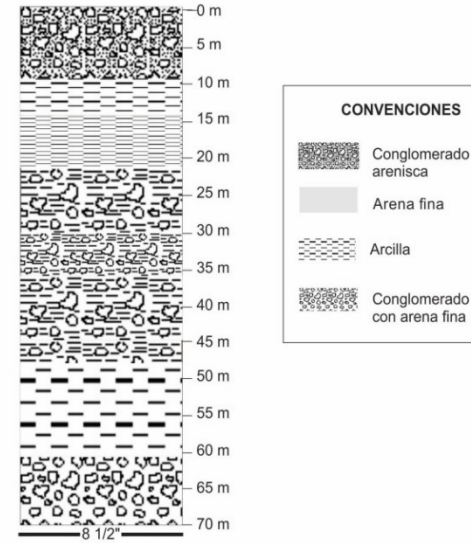 0 m
5 m
10 m
15 m
20 m
25 m
30 m
35 m
40 m
45 m
50 m
55 m
60 m
65 m
70 m
8 1/2"
CONVENCIONES
Conglomerado
arenisca
Arena fina
Arcilla
Conglomerado
con arena fina